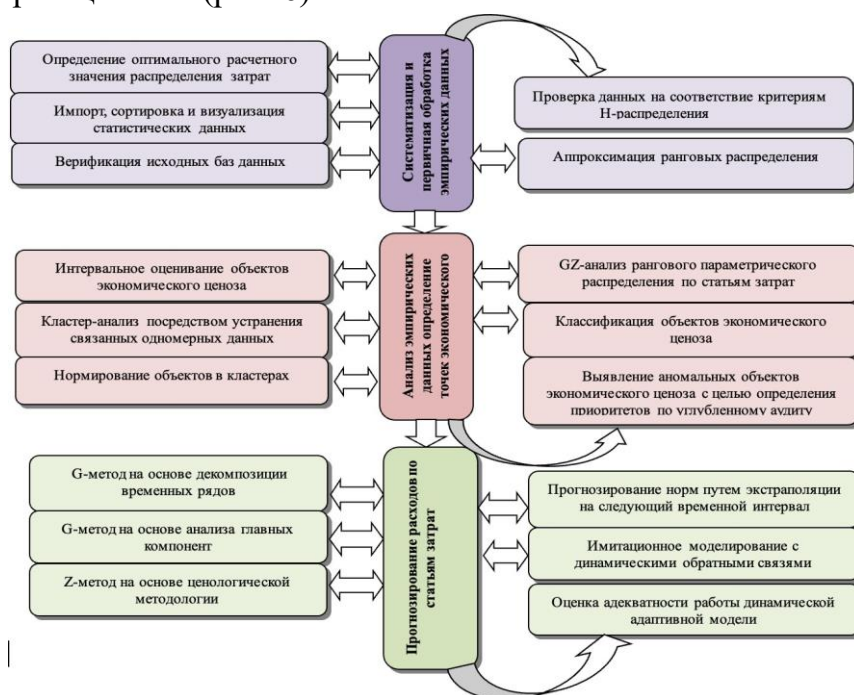 Определение оптимального расчетного
значения распределения затрат
Импорт, сортировка и визуализация
статистических данных
Верификация исходных баз данных
Систематизация и
первичная обработка
эмпирических данных
Проверка данных на соответствие критериям
Н-распределения
Аппроксимация ранговых распределения
Интервальное оценивание объектов
экономического ценоза
Кластер-анализ посредством устранения
связанных одномерных данных
Нормирование объектов в кластерах
Анализ эмпирических
данных определение
точек экономического
GZ-анализ рангового параметрического
распределения по статьям затрат
Классификация объектов экономического
ценоза
Выявление аномальных объектов
экономического ценоза с целью определения
приоритетов по углубленному аудиту
G-метод на основе декомпозиции
временных рядов
G-метод на основе анализа главных
компонент
Z-метод на основе ценологической
методологии
Прогнозирование расходов по
статьям затрат
Прогнозирование норм путем экстраполяции
на следующий временной интервал
Имитационное моделирование с
динамическими обратными связями
Оценка адекватности работы динамической
адаптивной модели